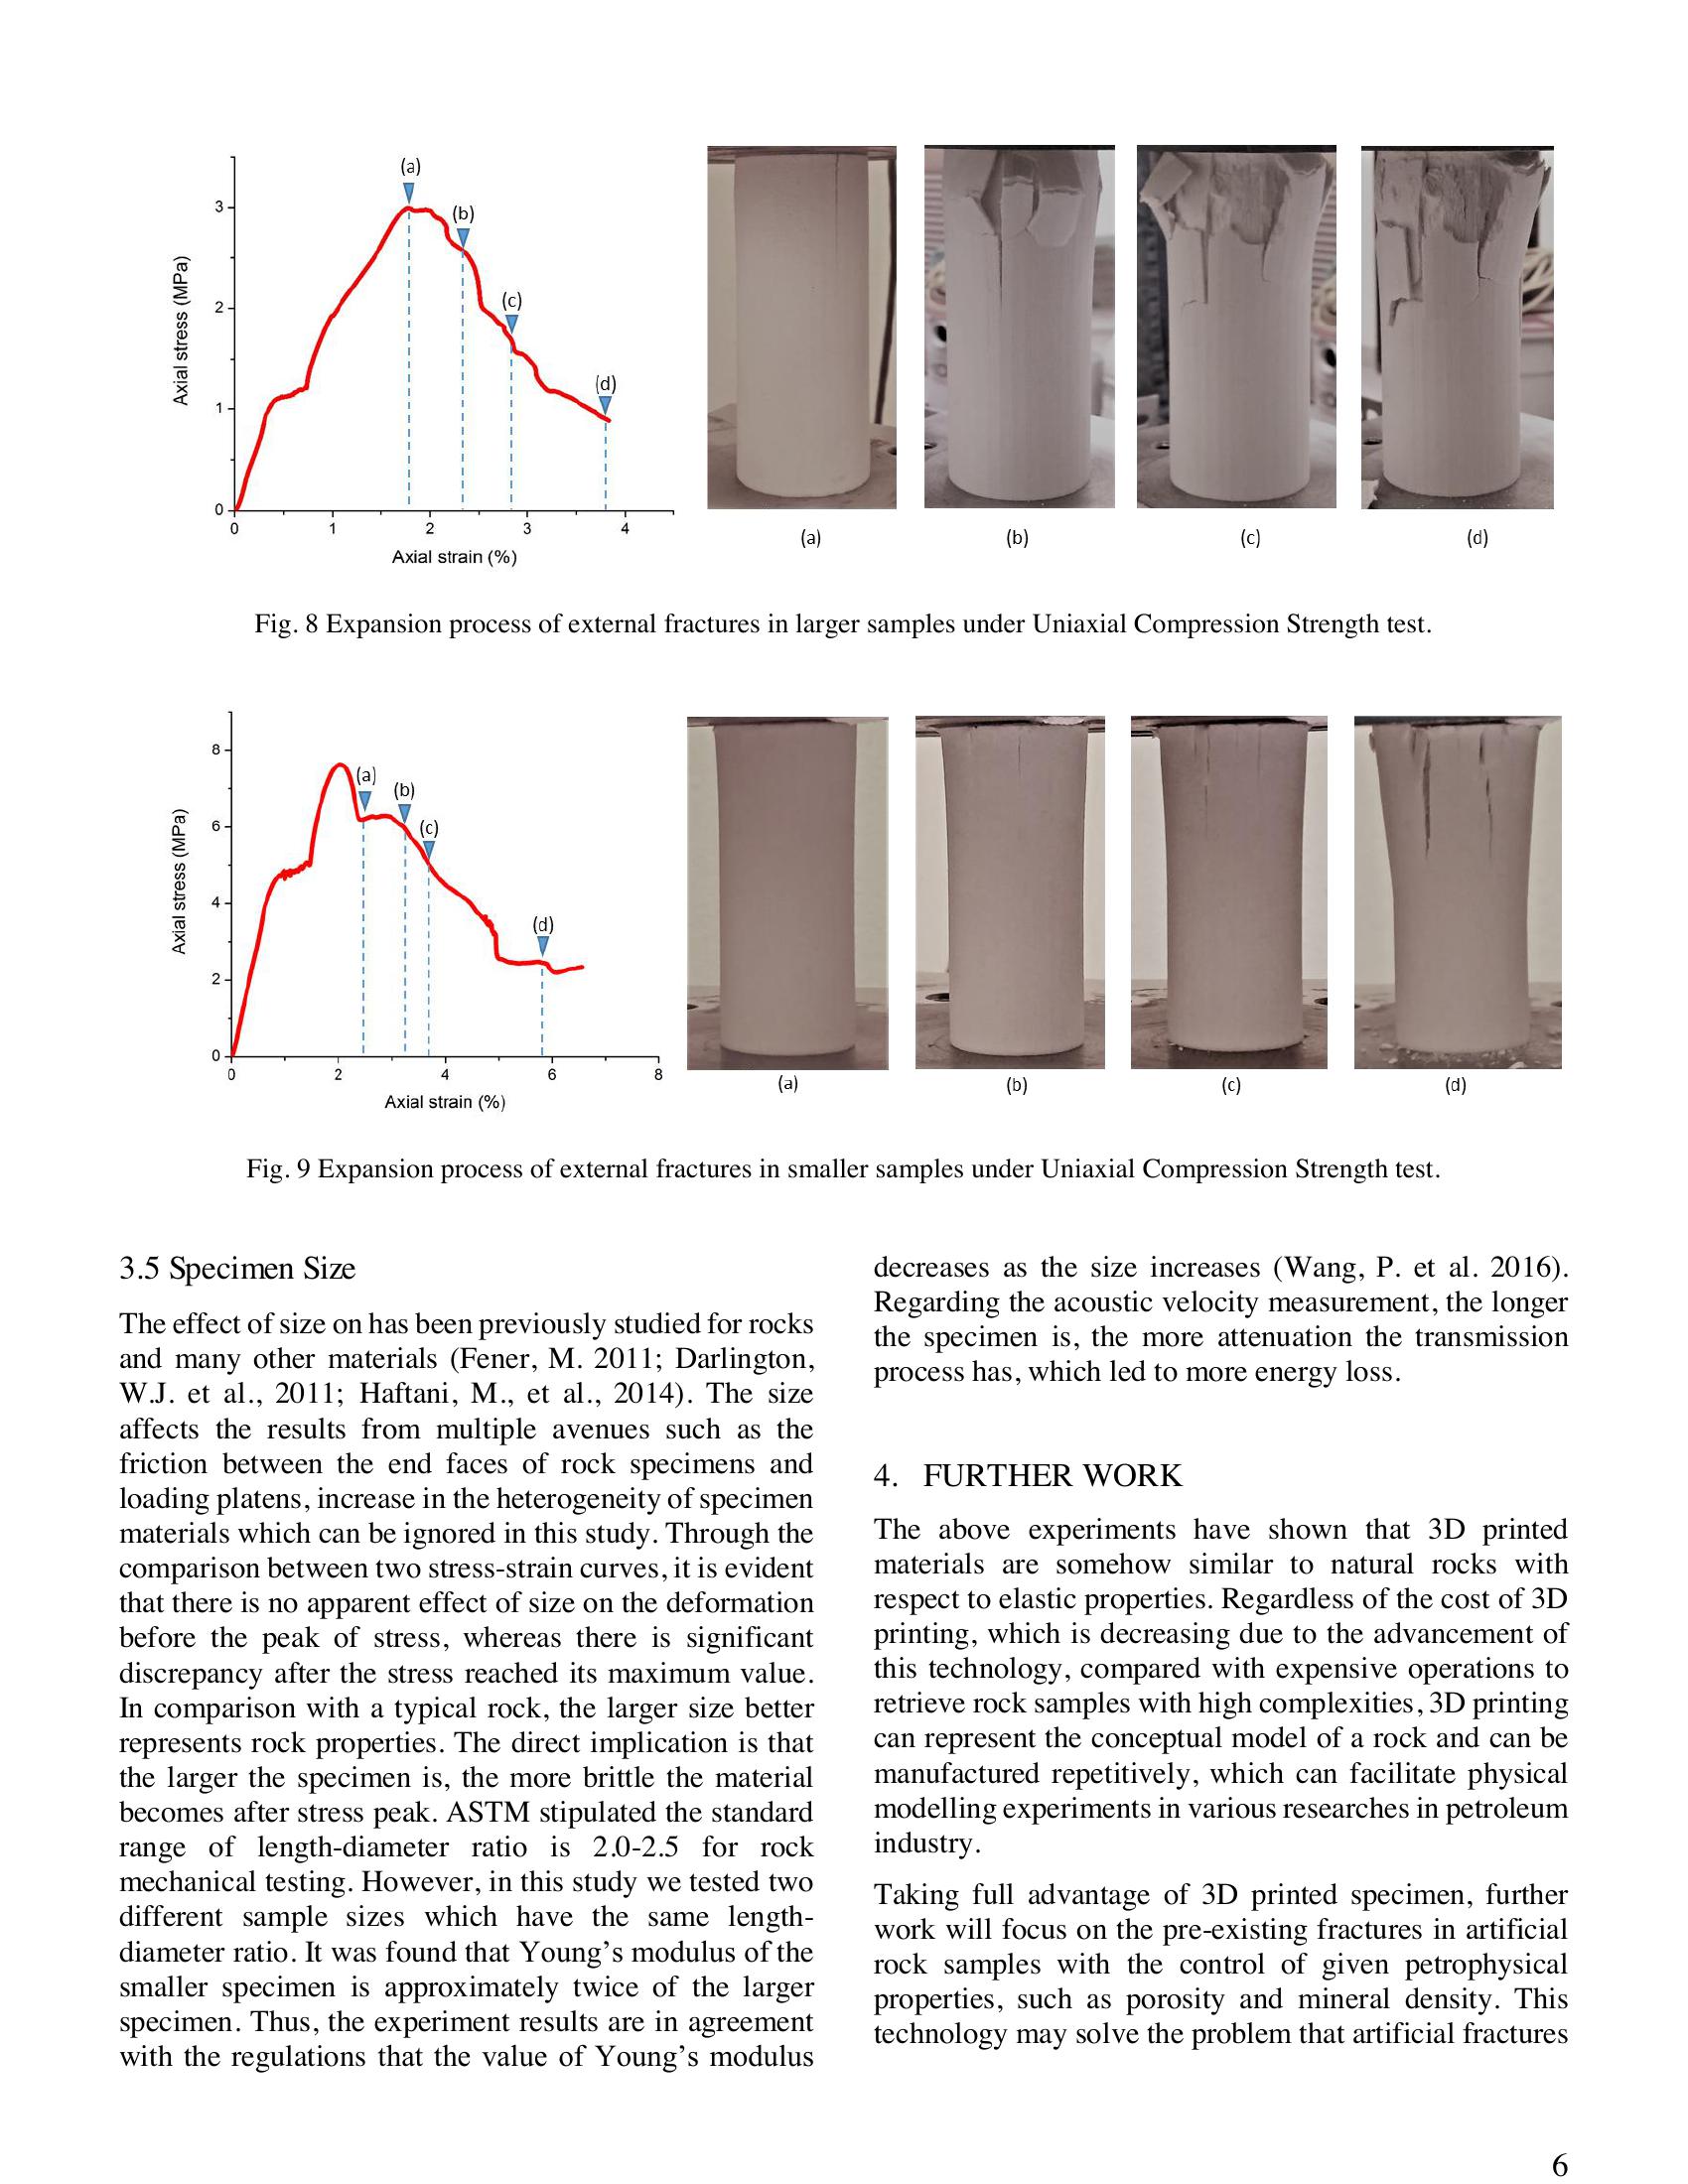 (a)
(b)
(c)
(d)
3
2
1
0
Axial stress (MPa)
0 1 2 3 4
Axial strain (%)
(a) (b) (c) (d)
Fig. 8 Expansion process of external fractures in larger samples under Uniaxial Compression Strength test.
(a)
(b)
(c)
(d)
8
6
4
2
0
Axial stress (MPa)
0 2 4 6 8
Axial strain (%)
(a) (b) (c) (d)
Fig. 9 Expansion process of external fractures in smaller samples under Uniaxial Compression Strength test.
3.5 Specimen Size
The effect of size on has been previously studied for rocks
and many other materials (Fener, M. 2011; Darlington,
W.J. et al., 2011; Haftani, M., et al., 2014). The size
affects the results from multiple avenues such as the
friction between the end faces of rock specimens and
loading platens, increase in the heterogeneity of specimen
materials which can be ignored in this study. Through the
comparison between two stress-strain curves, it is evident
that there is no apparent effect of size on the deformation
before the peak of stress, whereas there is significant
discrepancy after the stress reached its maximum value.
In comparison with a typical rock, the larger size better
represents rock properties. The direct implication is that
the larger the specimen is, the more brittle the material
becomes after stress peak. ASTM stipulated the standard
range of length-diameter ratio is 2.0-2.5 for rock
mechanical testing. However, in this study we tested two
different sample sizes which have the same length-
diameter ratio. It was found that Young’s modulus of the
smaller specimen is approximately twice of the larger
specimen. Thus, the experiment results are in agreement
with the regulations that the value of Young’s modulus
decreases as the size increases (Wang, P. et al. 2016).
Regarding the acoustic velocity measurement, the longer
the specimen is, the more attenuation the transmission
process has, which led to more energy loss.
4. FURTHER WORK
The above experiments have shown that 3D printed
materials are somehow similar to natural rocks with
respect to elastic properties. Regardless of the cost of 3D
printing, which is decreasing due to the advancement of
this technology, compared with expensive operations to
retrieve rock samples with high complexities, 3D printing
can represent the conceptual model of a rock and can be
manufactured repetitively, which can facilitate physical
modelling experiments in various researches in petroleum
industry.
Taking full advantage of 3D printed specimen, further
work will focus on the pre-existing fractures in artificial
rock samples with the control of given petrophysical
properties, such as porosity and mineral density. This
technology may solve the problem that artificial fractures
6